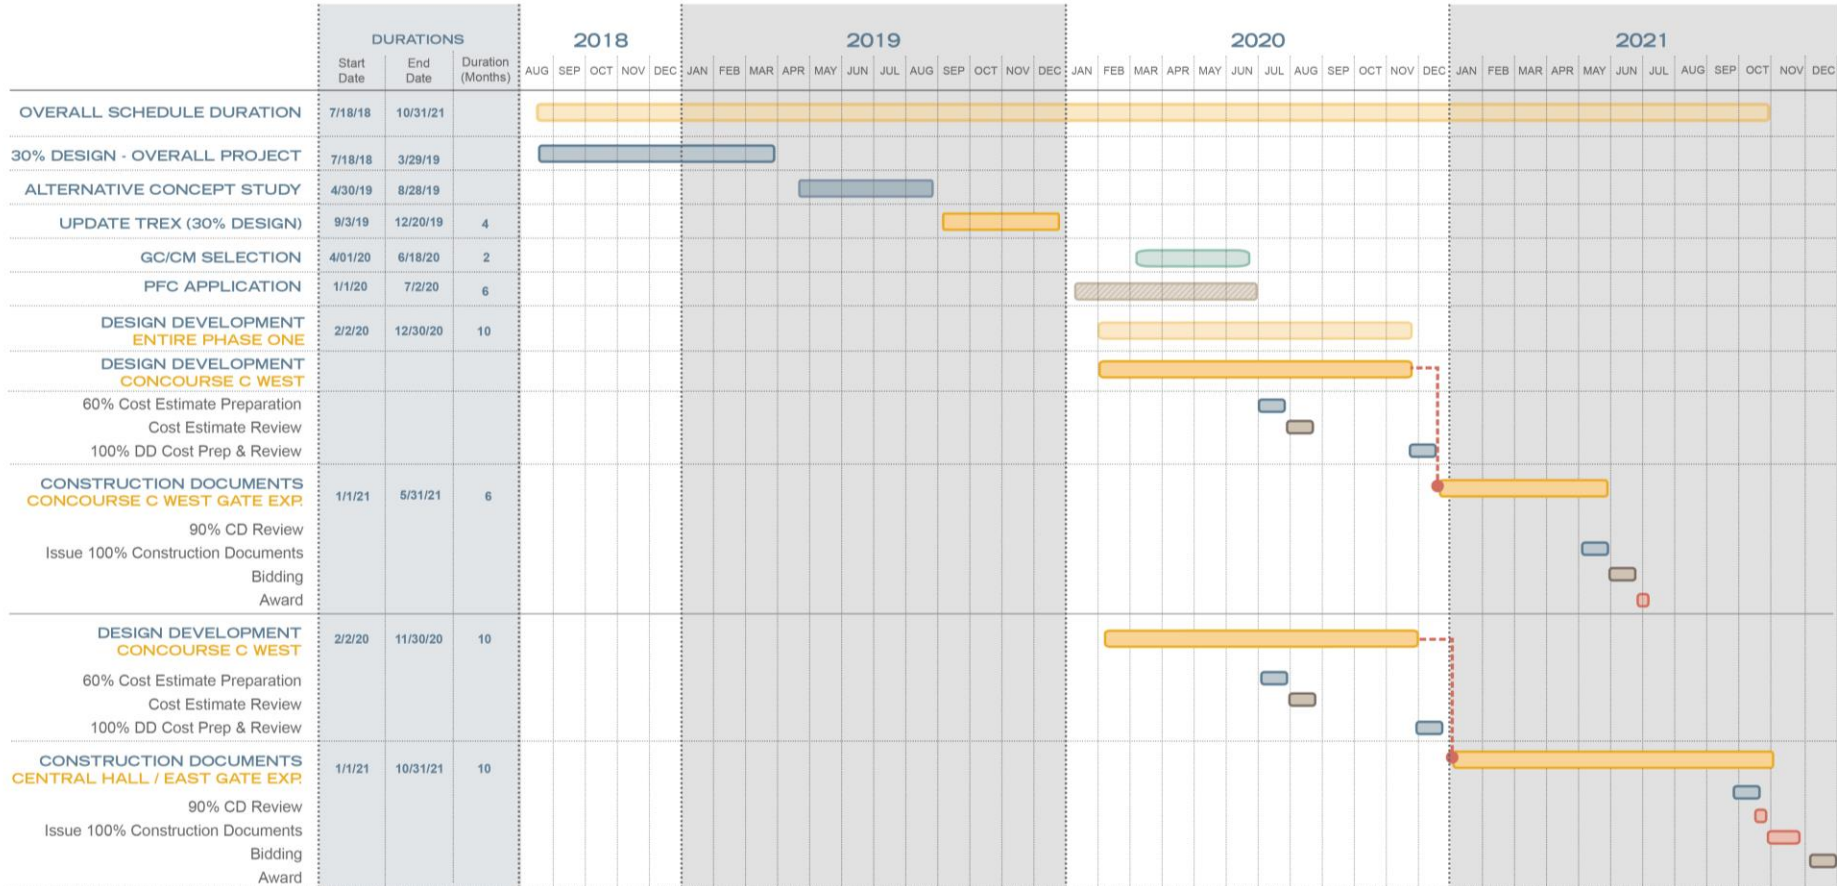 DURATIONS
2018
2019
2020
2021
Start Date
End Date
Duration (Months)
AUG SEP OCT NOV DEC JAN FEB MAR APR MAY JUN JUL AUG SEP OCT NOV DEC JAN FEB MAR APR MAY JUN JUL AUG SEP OCT NOV DEC JAN FEB MAR APR MAY JUN JUL AUG SEP OCT NOV DEC
OVERALL SCHEDULE DURATION 7/18/18 10/31/21
30% DESIGN - OVERALL PROJECT 7/18/18 3/29/19
ALTERNATIVE CONCEPT STUDY 4/30/19 8/28/19
UPDATE TREX (30% DESIGN) 9/3/19 12/20/19 4
GC/CM SELECTION 4/01/20 6/18/20 2
PFC APPLICATION 1/1/20 7/2/20 6
DESIGN DEVELOPMENT
ENTIRE PHASE ONE 2/2/20 12/30/20 10
DESIGN DEVELOPMENT
CONCOURSE C WEST
60% Cost Estimate Preparation
Cost Estimate Review
100% DD Cost Prep & Review
CONSTRUCTION DOCUMENTS
CONCOURSE C WEST GATE EXP. 1/1/21 5/31/21 6
90% CD Review
Issue 100% Construction Documents
Bidding
Award
DESIGN DEVELOPMENT
CONCOURSE C WEST 2/2/20 11/30/20 10
60% Cost Estimate Preparation
Cost Estimate Review
100% DD Cost Prep & Review
CONSTRUCTION DOCUMENTS
CENTRAL HALL / EAST GATE EXP. 1/1/21 10/31/21 10
90% CD Review
Issue 100% Construction Documents
Bidding
Award